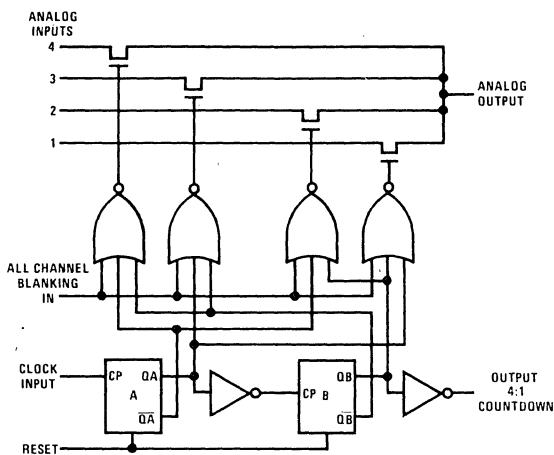 ANALOG
INPUTS
4
3
2
1
ANALOG
OUTPUT
ALL CHANNEL
BLANKING
IN
CLOCK
INPUT
CP QA
A
QA
CP B QB
QB
OUTPUT
4:1
COUNTDOWN
RESET